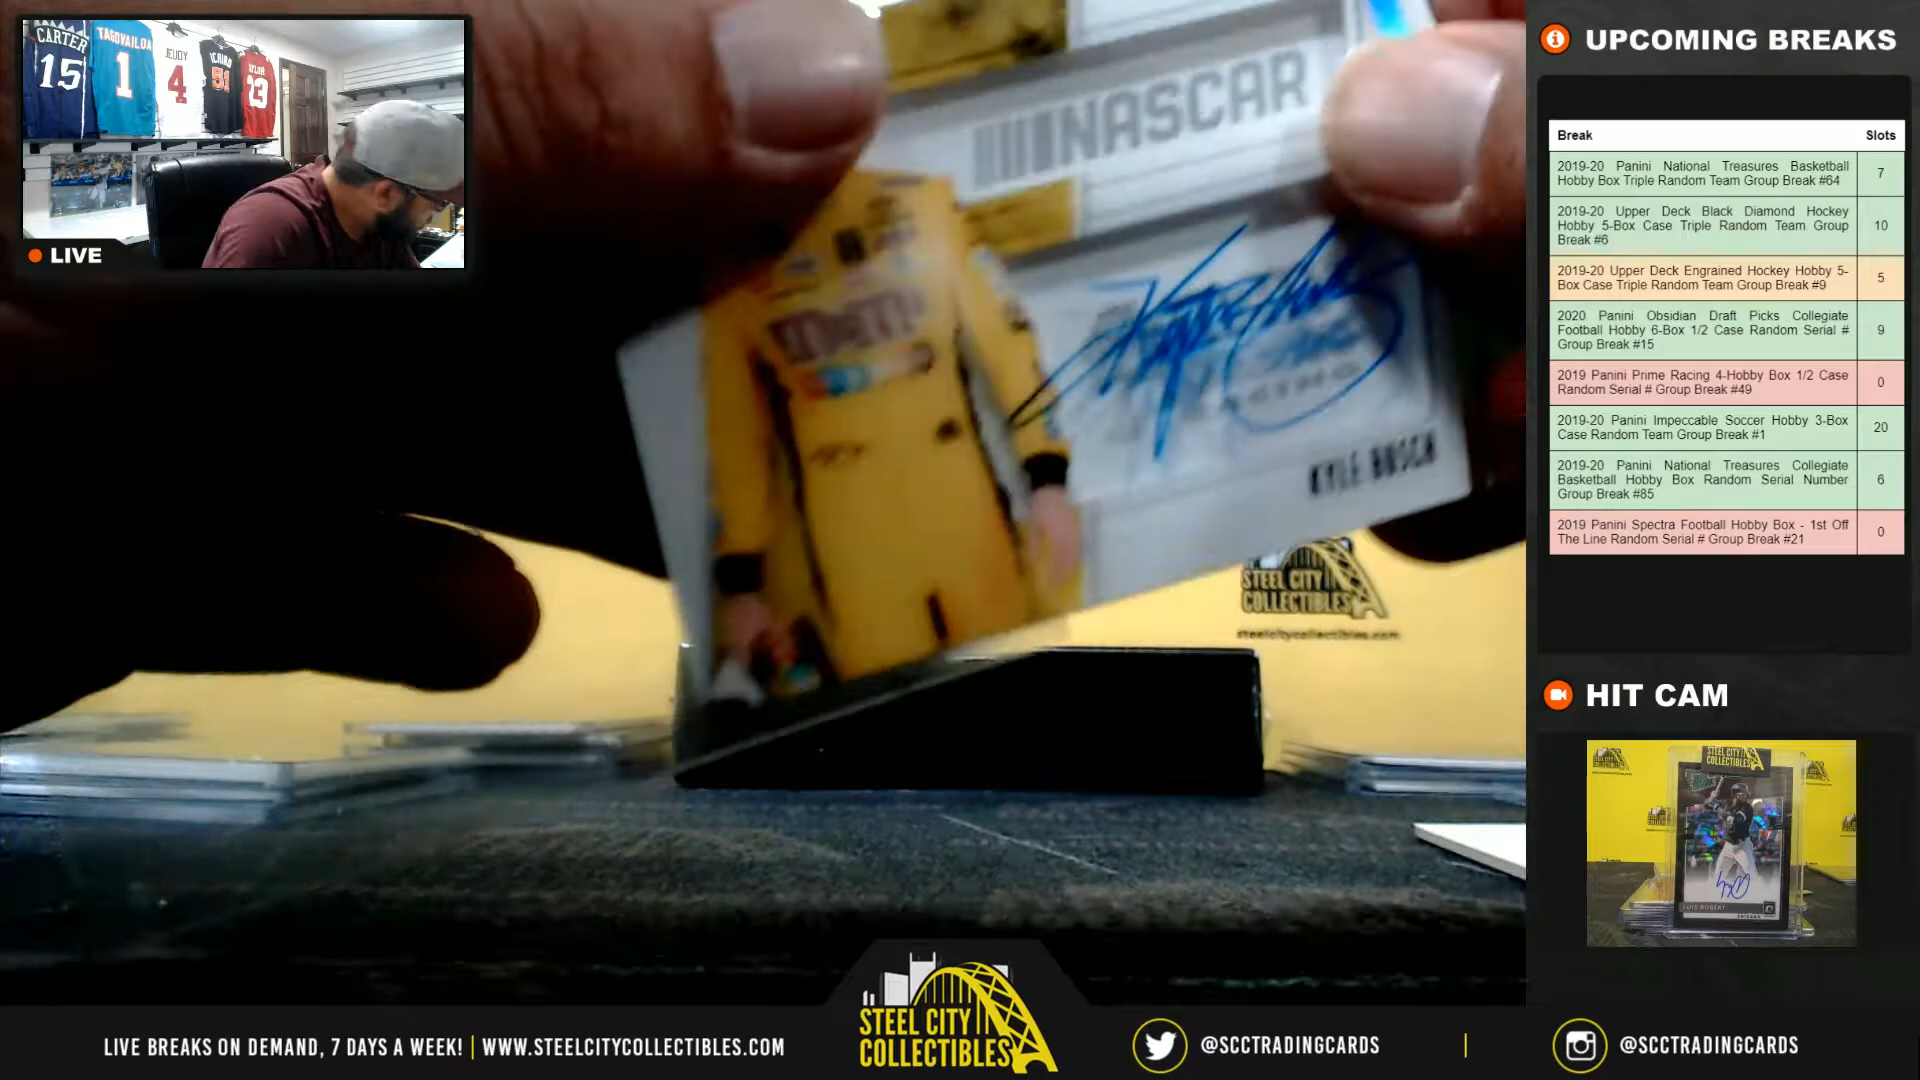 CARTER
15
TAGOVAILOA
1
JEUDY
4
ICHIRO
51
23
LIVE
NASCAR
KYLE BUSCH
STEEL CITY
COLLECTIBLES
steelcitycollectibles.com
UPCOMING BREAKS
Break Slots
2019-20 Panini National Treasures Basketball
Hobby Box Triple Random Team Group Break #64
7
2019-20 Upper Deck Black Diamond Hockey
Hobby 5-Box Case Triple Random Team Group
Break #6
10
2019-20 Upper Deck Engrained Hockey Hobby 5-
Box Case Triple Random Team Group Break #9
5
2020 Panini Obsidian Draft Picks Collegiate
Football Hobby 6-Box 1/2 Case Random Serial #
Group Break #15
9
2019 Panini Prime Racing 4-Hobby Box 1/2 Case
Random Serial # Group Break #49
0
2019-20 Panini Impeccable Soccer Hobby 3-Box
Case Random Team Group Break #1
20
2019-20 Panini National Treasures Collegiate
Basketball Hobby Box Random Serial Number
Group Break #85
6
2019 Panini Spectra Football Hobby Box - 1st Off
The Line Random Serial # Group Break #21
0
HIT CAM
STEEL CITY
COLLECTIBLES
LUIS ROBERT
CHICAGO
LIVE BREAKS ON DEMAND, 7 DAYS A WEEK! | WWW.STEELCITYCOLLECTIBLES.COM
STEEL CITY
COLLECTIBLES
@SCCTRADINGCARDS
@SCCTRADINGCARDS